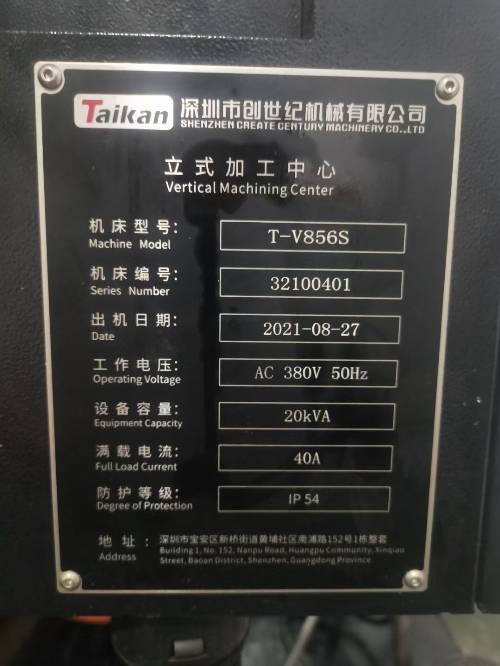 Taikan 深圳市创世纪机械有限公司
SHENZHEN CREATE CENTURY MACHINERY CO.,LTD
立式加工中心
Vertical Machining Center
机床型号: T-V856S
Machine Model
机床编号: 32100401
Series Number
出机日期: 2021-08-27
Date
工作电压: AC 380V 50Hz
Operating Voltage
设备容量: 20kVA
Equipment Capacity
满载电流: 40A
Full Load Current
防护等级: IP 54
Degree of Protection
地址: 深圳市宝安区新桥街道黄埔社区南浦路152号1栋整套
Address Building 1, No. 152, Nanpu Road, Huangpu Community, Xinqiao
Street, Baoan District, Shenzhen, Guangdong Province